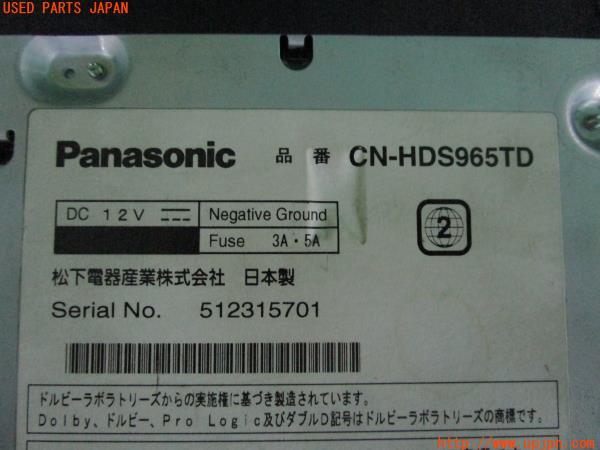 USED PARTS JAPAN
Panasonic 品番 CN-HDS965TD
DC 12V Negative Ground
Fuse 3A・5A
2
松下電器産業株式会社 日本製
Serial No. 512315701
ドルビーラボラトリーズからの実施権に基づき製造されています。
Dolby、ドルビー、Pro Logic及びダブルD記号はドルビーラボラトリーズの商標です。
http://www.upjpn.com